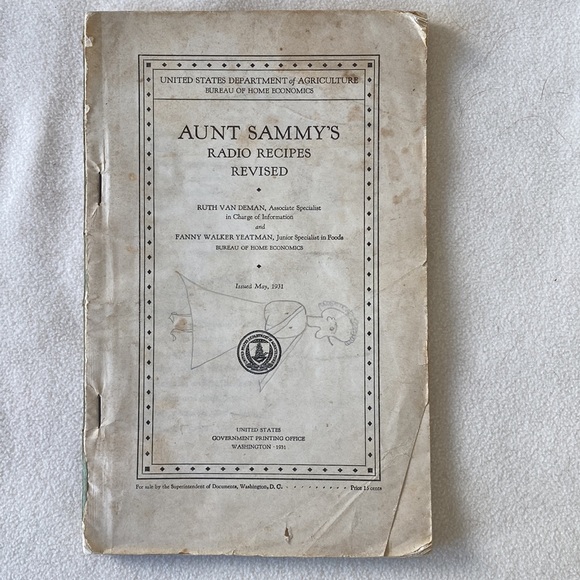 UNITED STATES DEPARTMENT of AGRICULTURE
BUREAU OF HOME ECONOMICS
AUNT SAMMY'S
RADIO RECIPES
REVISED
RUTH VAN DEMAN, Associate Specialist
in Charge of Information
and
FANNY WALKER YEATMAN, Junior Specialist in Foods
BUREAU OF HOME ECONOMICS
Issued May, 1931
UNITED STATES
GOVERNMENT PRINTING OFFICE
WASHINGTON · 1931
For sale by the Superintendent of Documents, Washington, D. C. - - - - - - - - - Price 15 cents